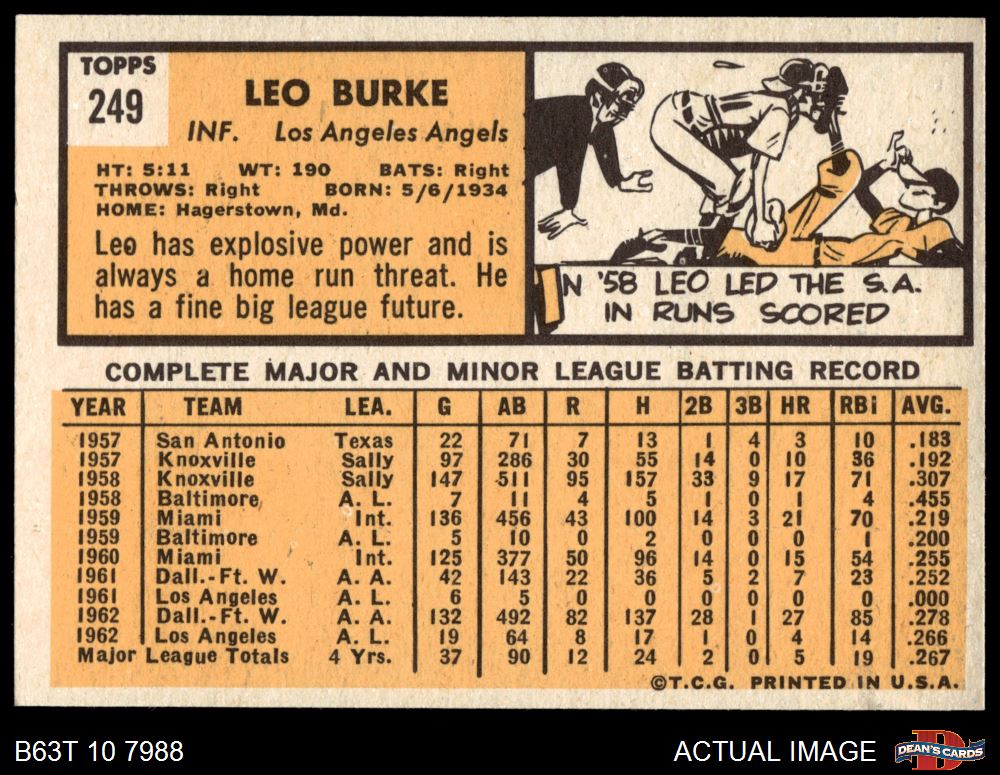 TOPPS
249
LEO BURKE
INF. Los Angeles Angels
HT: 5:11 WT: 190 BATS: Right
THROWS: Right BORN: 5/6/1934
HOME: Hagerstown, Md.
Leo has explosive power and is
always a home run threat. He
has a fine big league future.
IN '58 LEO LED THE S.A.
IN RUNS SCORED
COMPLETE MAJOR AND MINOR LEAGUE BATTING RECORD
YEAR TEAM LEA. G AB R H 2B 3B HR RBI AVG.
1957 San Antonio Texas 22 71 7 13 1 4 3 10 .183
1957 Knoxville Sally 97 286 30 55 14 0 10 36 .192
1958 Knoxville Sally 147 511 95 157 33 9 17 71 .307
1958 Baltimore A. L. 7 11 4 5 1 0 1 4 .455
1959 Miami Int. 136 456 43 100 14 3 21 70 .219
1959 Baltimore A. L. 5 10 0 2 0 0 0 1 .200
1960 Miami Int. 125 377 50 96 14 0 15 54 .255
1961 Dall.-Ft. W. A. A. 42 143 22 36 5 2 7 23 .252
1961 Los Angeles A. L. 6 5 0 0 0 0 0 0 .000
1962 Dall.-Ft. W. A. A. 132 492 82 137 28 1 27 85 .278
1962 Los Angeles A. L. 19 64 8 17 1 0 4 14 .266
Major League Totals 4 Yrs. 37 90 12 24 2 0 5 19 .267
©T.C.G. PRINTED IN U.S.A.
B63T 10 7988 ACTUAL IMAGE DEAN'S CARDS